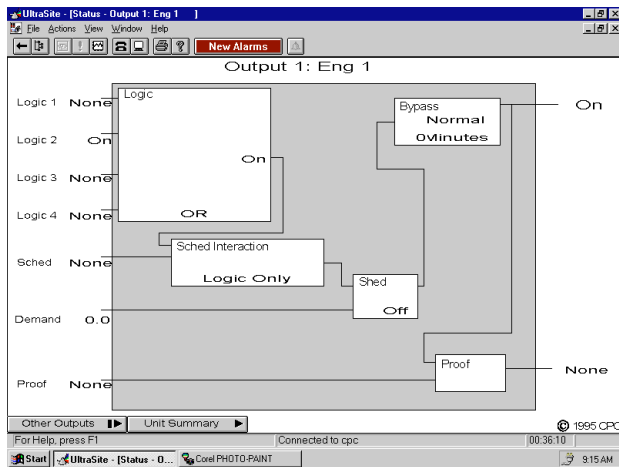 UltraSite - [Status - Output 1: Eng 1 ]
File Actions View Window Help
New Alarms
Output 1: Eng 1
Logic 1 None
Logic
Logic 2 On
On
Logic 3 None
Logic 4 None
OR
Bypass
Normal
0Minutes
On
Sched None
Sched Interaction
Logic Only
Shed
Off
Demand 0.0
Proof None
Proof
None
Other Outputs
Unit Summary
© 1995 CPC
For Help, press F1
Connected to cpc
00:36:10
Start
UltraSite - [Status - O...
Corel PHOTO-PAINT
9:15 AM